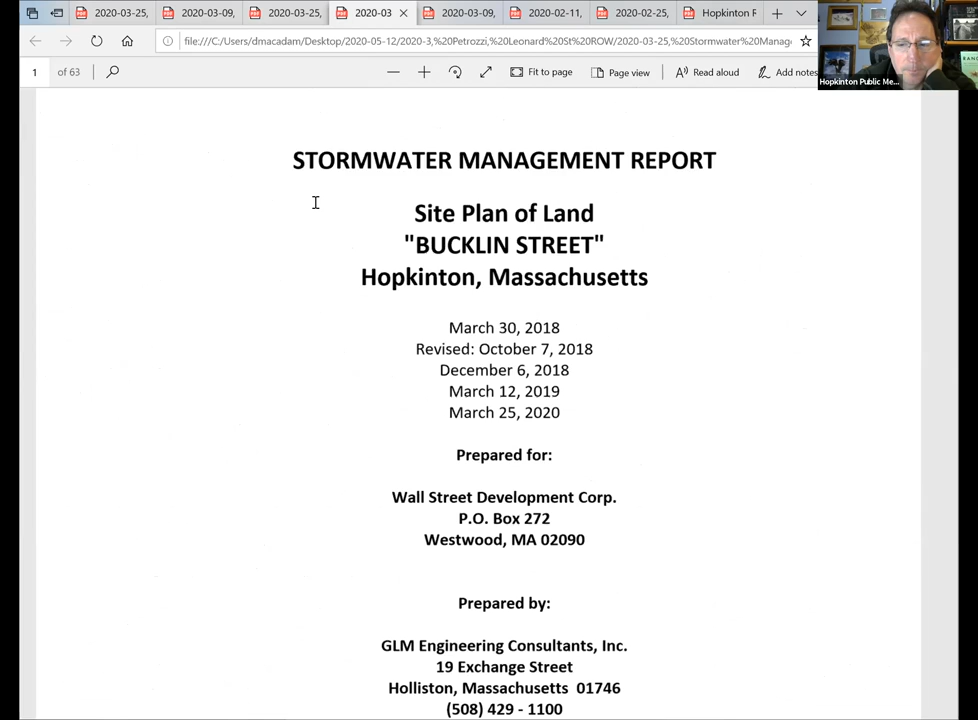 2020-03-25,
2020-03-09,
2020-03-25,
2020-03
2020-03-09,
2020-02-11,
2020-02-25,
Hopkinton F
file:///C:/Users/dmacadam/Desktop/2020-05-12/2020-3,%20Petrozzi,Leonard%20St%20ROW/2020-03-25,%20Stormwater%20Manag
1 of 63
Fit to page
Page view
Read aloud
Add notes
Hopkinton Public Me...
STORMWATER MANAGEMENT REPORT
Site Plan of Land
"BUCKLIN STREET"
Hopkinton, Massachusetts
March 30, 2018
Revised: October 7, 2018
December 6, 2018
March 12, 2019
March 25, 2020
Prepared for:
Wall Street Development Corp.
P.O. Box 272
Westwood, MA 02090
Prepared by:
GLM Engineering Consultants, Inc.
19 Exchange Street
Holliston, Massachusetts 01746
(508) 429 - 1100